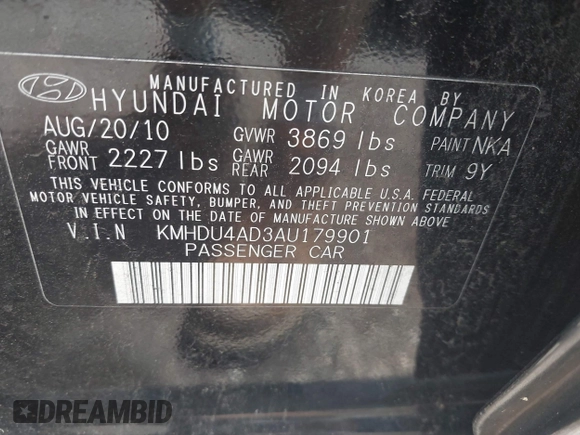 MANUFACTURED IN KOREA BY
HYUNDAI MOTOR COMPANY
AUG/20/10 GVWR 3869 lbs PAINT NKA
GAWR FRONT 2227 lbs GAWR REAR 2094 lbs TRIM 9Y
THIS VEHICLE CONFORMS TO ALL APPLICABLE U.S.A. FEDERAL
MOTOR VEHICLE SAFETY, BUMPER, AND THEFT PREVENTION STANDARDS
IN EFFECT ON THE DATE OF MANUFACTURE SHOWN ABOVE
V.I.N KMHDU4AD3AU179901
PASSENGER CAR
DREAMBID